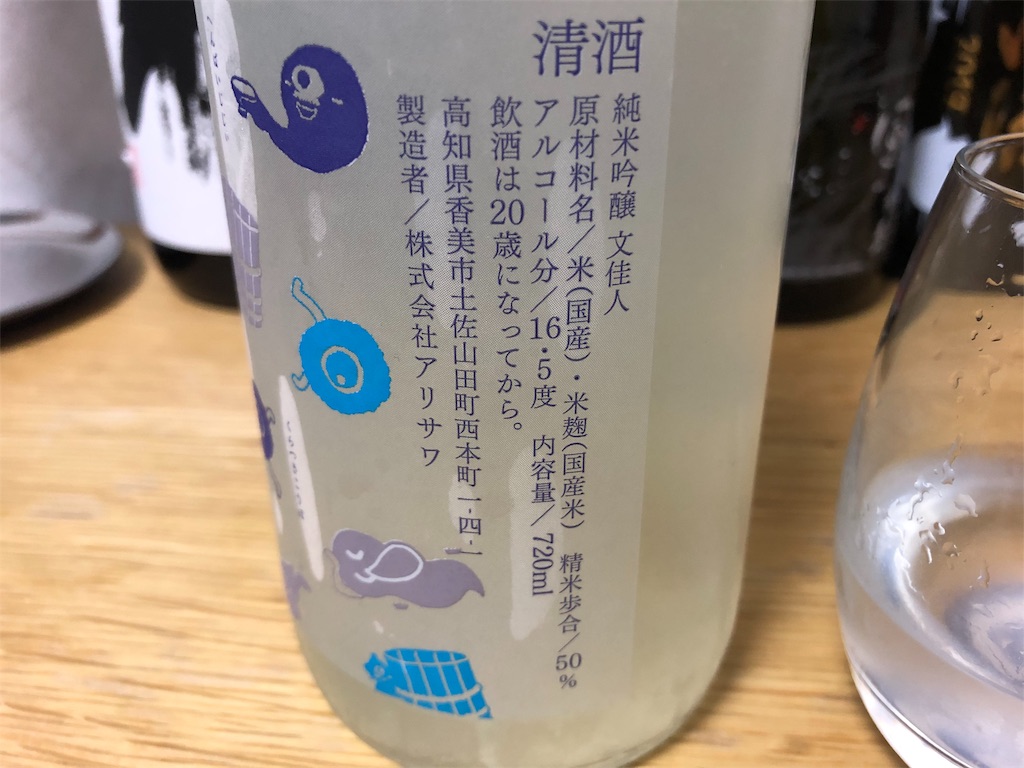 清酒
純米吟醸 文佳人
原材料名／米(国産)・米麹(国産米) 精米歩合／50%
アルコール分／16.5度 内容量／720ml
飲酒は20歳になってから。
高知県香美市土佐山田町西本町一-四-一
製造者／株式会社アリサワ